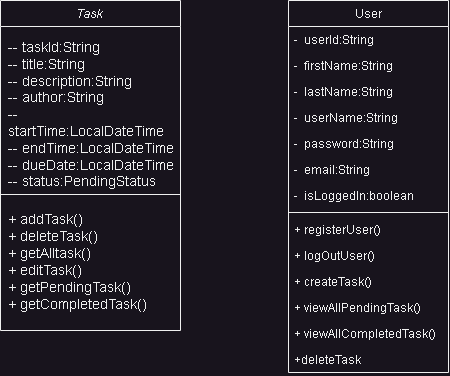 Task
-- taskId:String
-- title:String
-- description:String
-- author:String
--
startTime:LocalDateTime
-- endTime:LocalDateTime
-- dueDate:LocalDateTime
-- status:PendingStatus
+ addTask()
+ deleteTask()
+ getAlltask()
+ editTask()
+ getPendingTask()
+ getCompletedTask()
User
- userId:String
- firstName:String
- lastName:String
- userName:String
- password:String
- email:String
- isLoggedIn:boolean
+ registerUser()
+ logOutUser()
+ createTask()
+viewAllPendingTask()
+ viewAllCompletedTask()
+deleteTask